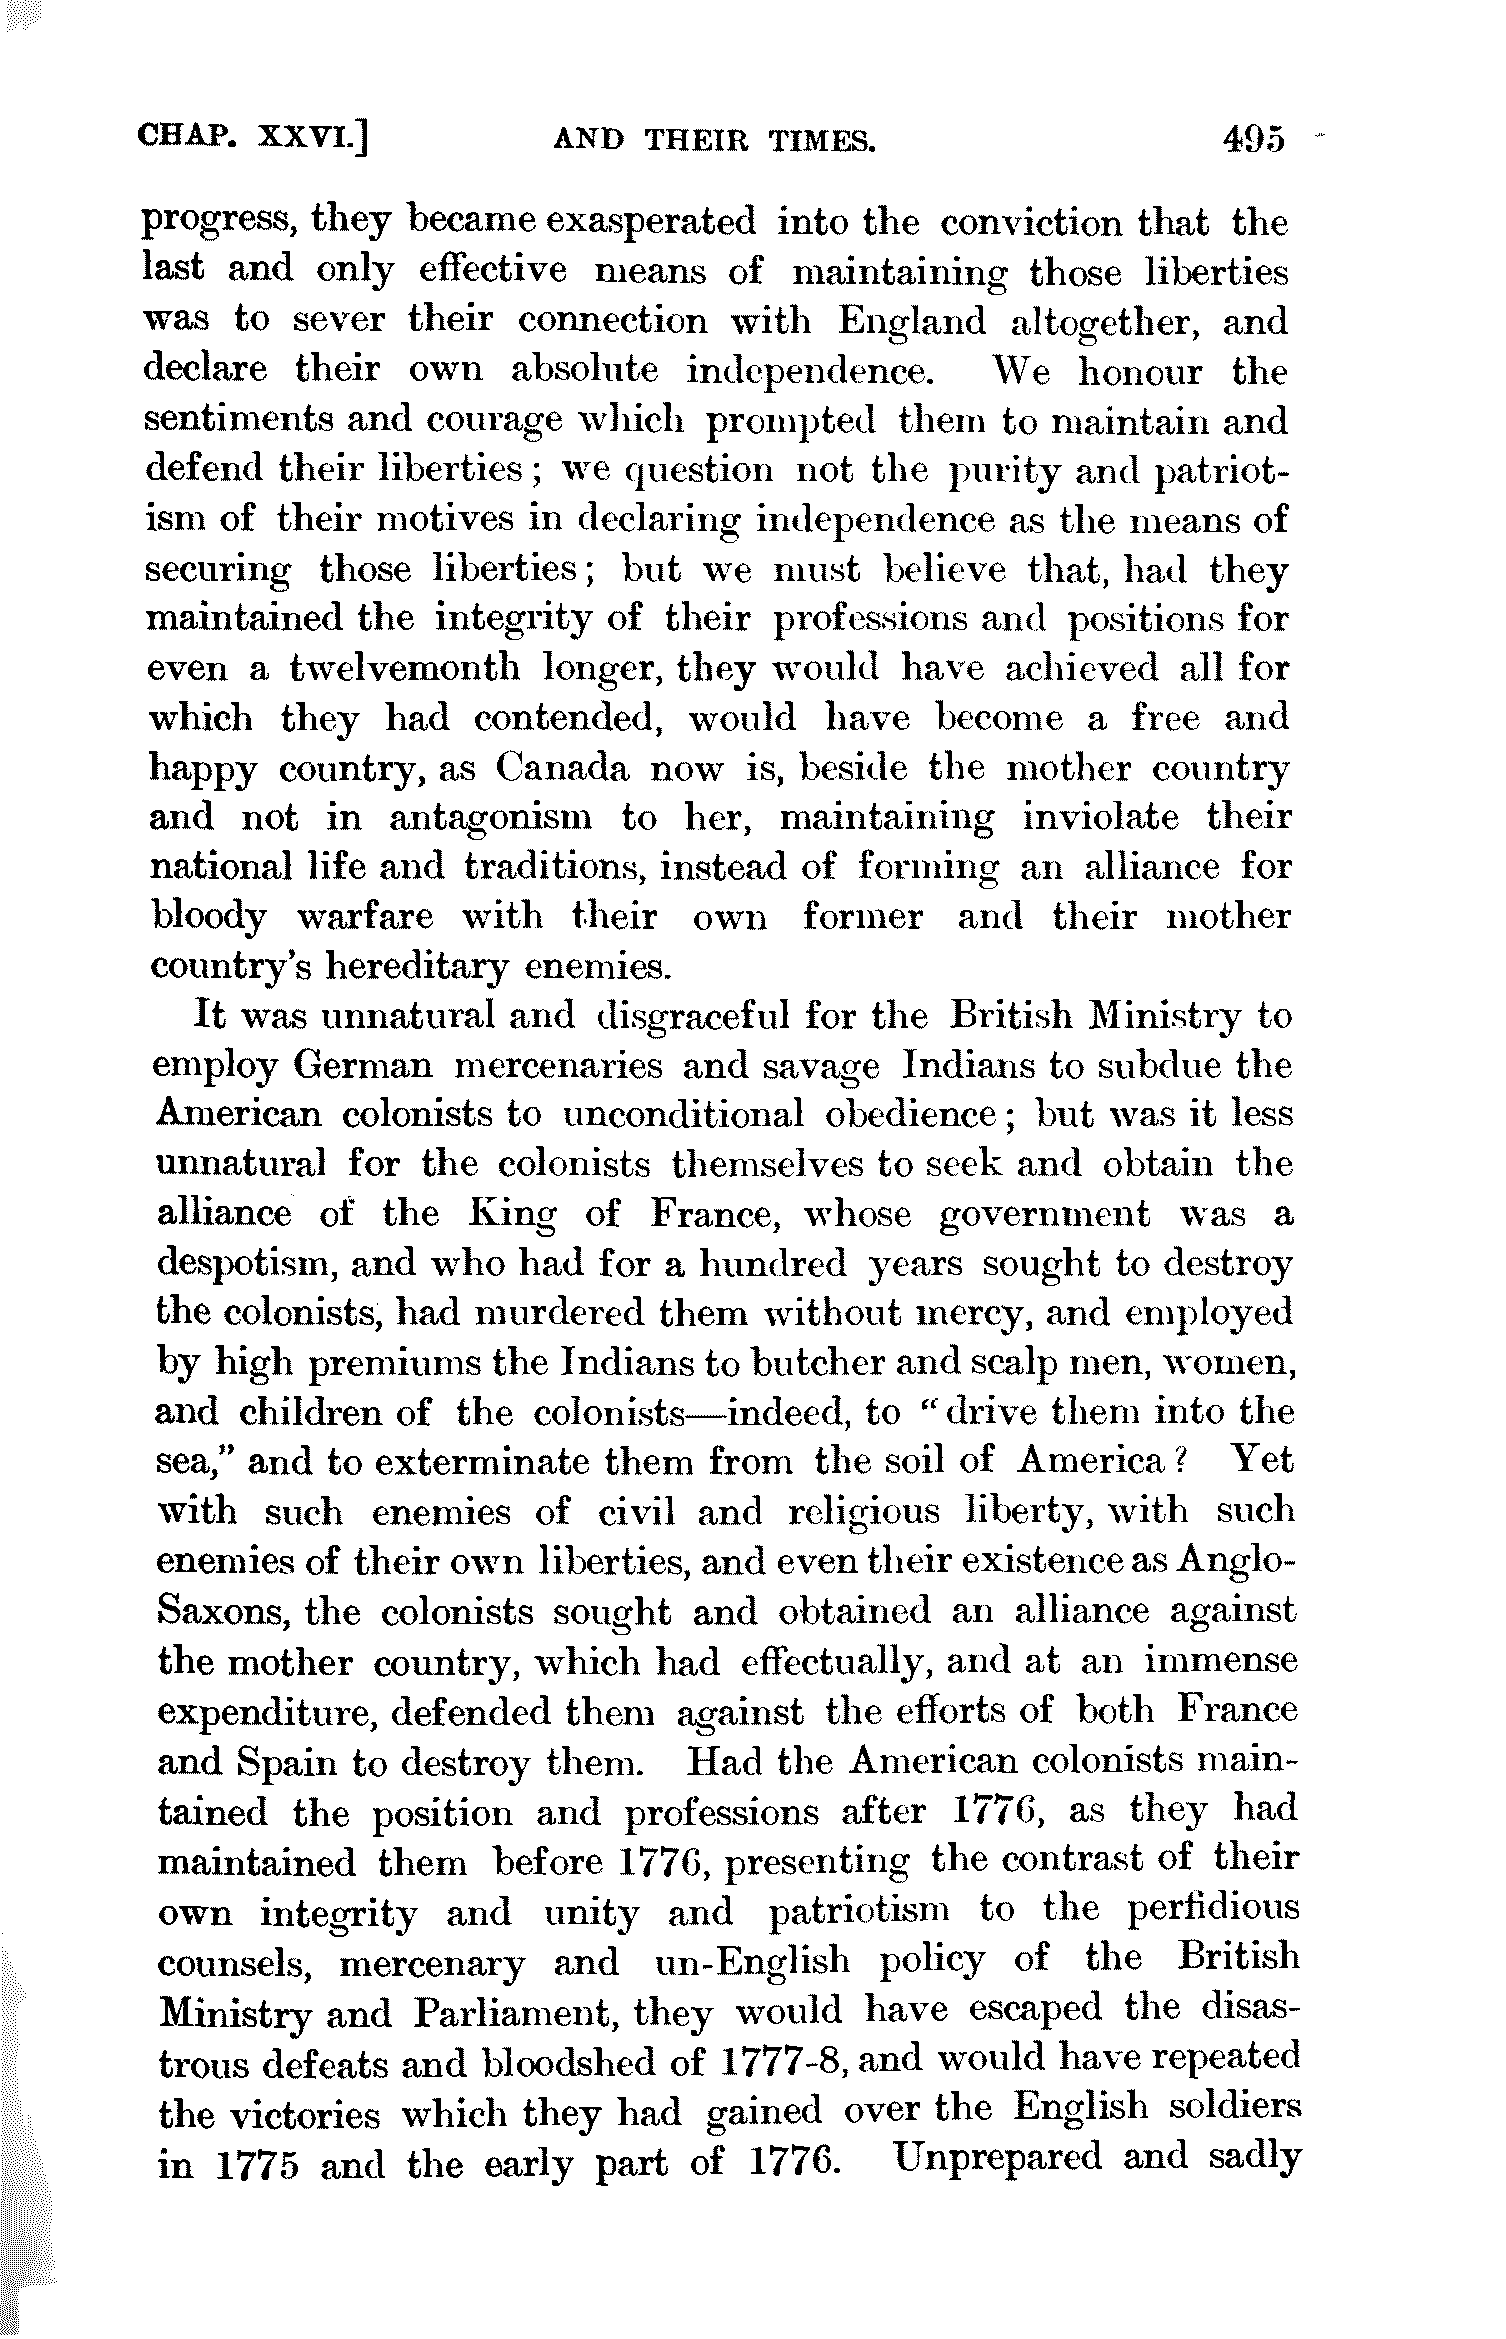 CHAP. XXVI.] AND THEIR TIMES. 495
progress, they became exasperated into the conviction that the
last and only effective means of maintaining those liberties
was to sever their connection with England altogether, and
declare their own absolute independence. We honour the
sentiments and courage which prompted them to maintain and
defend their liberties; we question not the purity and patriot-
ism of their motives in declaring independence as the means of
securing those liberties; but we must believe that, had they
maintained the integrity of their professions and positions for
even a twelvemonth longer, they would have achieved all for
which they had contended, would have become a free and
happy country, as Canada now is, beside the mother country
and not in antagonism to her, maintaining inviolate their
national life and traditions, instead of forming an alliance for
bloody warfare with their own former and their mother
country's hereditary enemies.
It was unnatural and disgraceful for the British Ministry to
employ German mercenaries and savage Indians to subdue the
American colonists to unconditional obedience; but was it less
unnatural for the colonists themselves to seek and obtain the
alliance of the King of France, whose government was a
despotism, and who had for a hundred years sought to destroy
the colonists, had murdered them without mercy, and employed
by high premiums the Indians to butcher and scalp men, women,
and children of the colonists—indeed, to "drive them into the
sea," and to exterminate them from the soil of America? Yet
with such enemies of civil and religious liberty, with such
enemies of their own liberties, and even their existence as Anglo-
Saxons, the colonists sought and obtained an alliance against
the mother country, which had effectually, and at an immense
expenditure, defended them against the efforts of both France
and Spain to destroy them. Had the American colonists main-
tained the position and professions after 1776, as they had
maintained them before 1776, presenting the contrast of their
own integrity and unity and patriotism to the perfidious
counsels, mercenary and un-English policy of the British
Ministry and Parliament, they would have escaped the disas-
trous defeats and bloodshed of 1777-8, and would have repeated
the victories which they had gained over the English soldiers
in 1775 and the early part of 1776. Unprepared and sadly